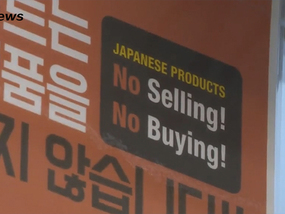 ews
는
품을
지 않습니다
JAPANESE PRODUCTS
No Selling!
No Buying!